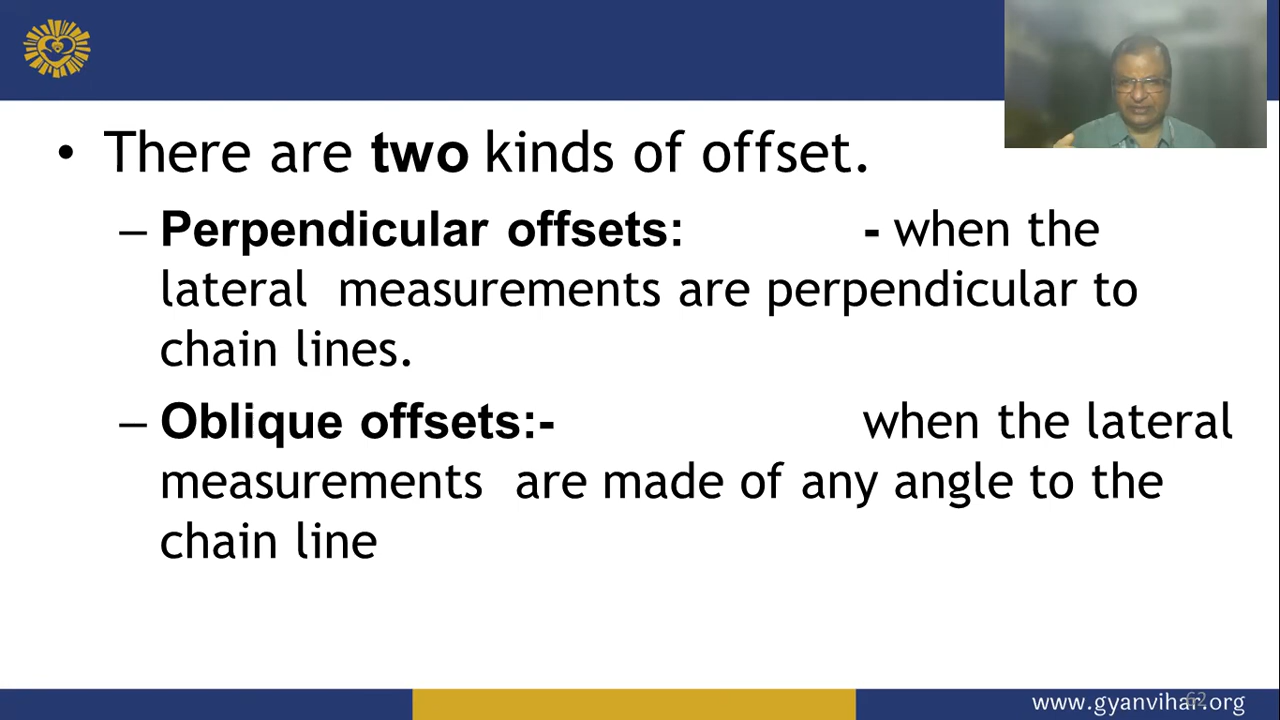 • There are two kinds of offset.
– Perpendicular offsets: - when the
lateral measurements are perpendicular to
chain lines.
– Oblique offsets:- when the lateral
measurements are made of any angle to the
chain line
www.gyanvihar.org
62